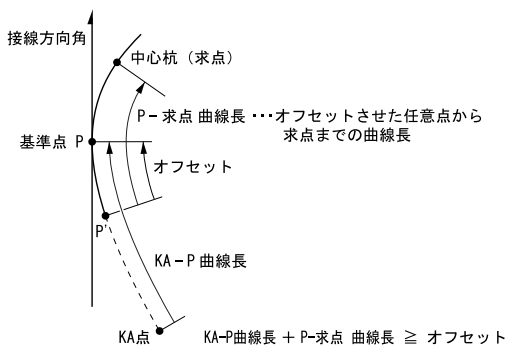 接線方向角
中心杭（求点）
P-求点 曲線長 ･･･オフセットさせた任意点から
求点までの曲線長
基準点 P
オフセット
P'
KA-P 曲線長
KA点
KA-P曲線長 + P-求点 曲線長 ≧ オフセット